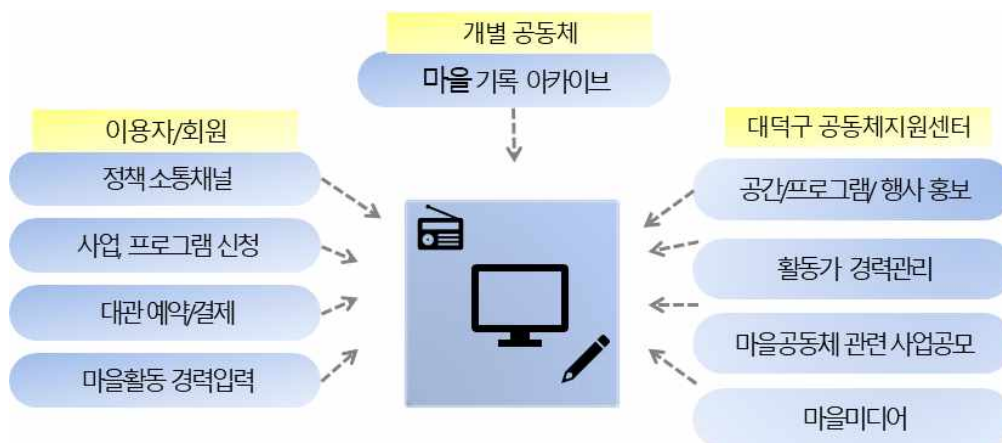 개별 공동체
마을 기록 아카이브
이용자/회원
정책 소통채널
사업, 프로그램 신청
대관 예약/결제
마을활동 경력입력
대덕구 공동체지원센터
공간/프로그램/ 행사 홍보
활동가 경력관리
마을공동체 관련 사업공모
마을미디어